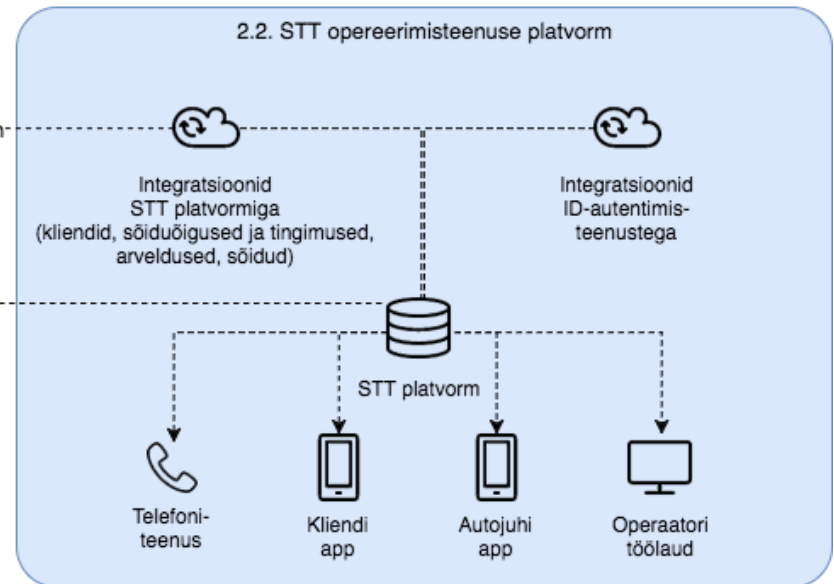 2.2. STT opereerimisteenuse platvorm
Integratsioonid
STT platvormiga
(kliendid, sõiduõigused ja tingimused,
arveldused, sõidud)
Integratsioonid
ID-autentimis-
teenustega
STT platvorm
Telefoni-
teenus
Kliendi
app
Autojuhi
app
Operaatori
töölaud